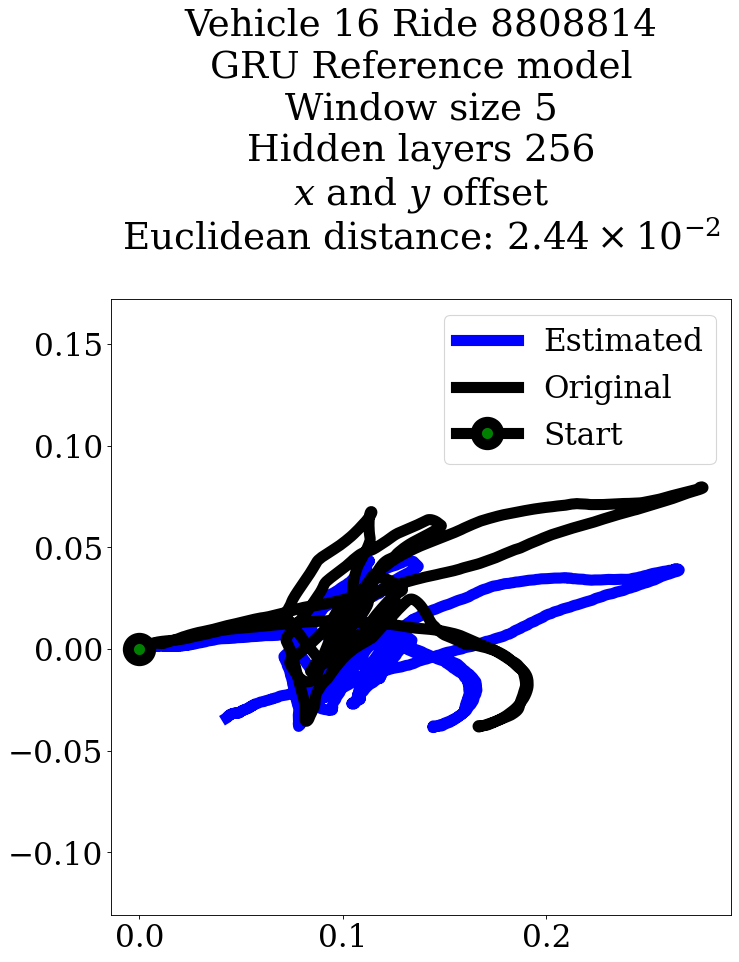 Vehicle 16 Ride 8808814
GRU Reference model
Window size 5
Hidden layers 256
x and y offset
Euclidean distance: 2.44 × 10⁻²
Estimated
Original
Start
0.15
0.10
0.05
0.00
−0.05
−0.10
0.0 0.1 0.2